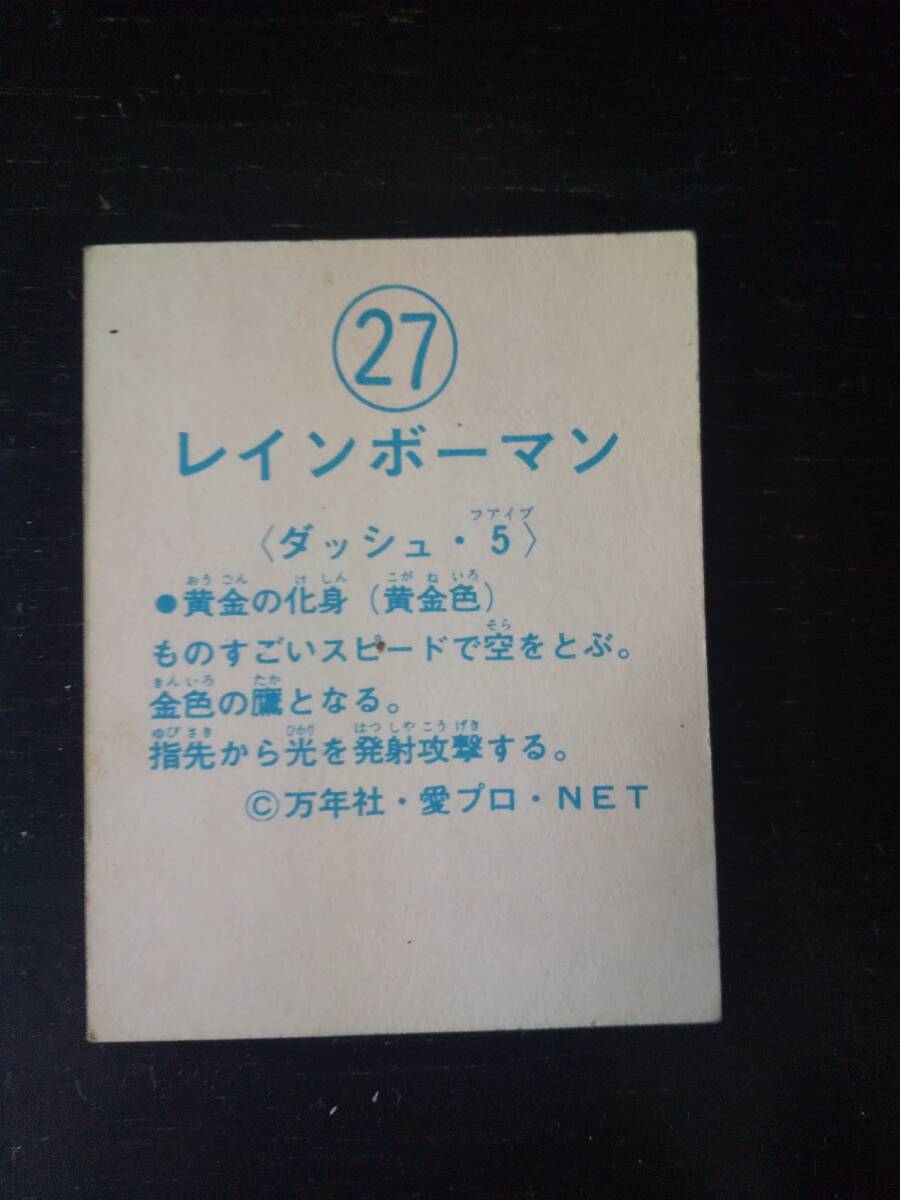 27
レインボーマン
フアイブ
〈ダッシュ・5〉
おうごん けしん こがねいろ
●黄金の化身（黄金色）
そら
ものすごいスピードで空をとぶ。
きんいろ たか
金色の鷹となる。
ゆびさき ひかり はつしやこうげき
指先から光を発射攻撃する。
©万年社・愛プロ・NET